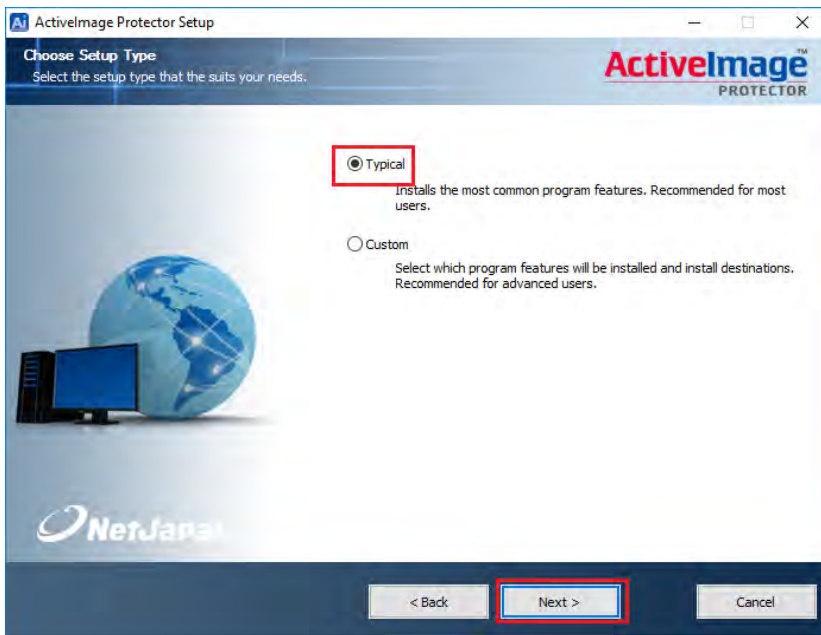 ActiveImage Protector Setup
Choose Setup Type
Select the setup type that the suits your needs.
ActiveImage™
PROTECTOR
Typical
Installs the most common program features. Recommended for most
users.
Custom
Select which program features will be installed and install destinations.
Recommended for advanced users.
NetJapan
< Back
Next >
Cancel